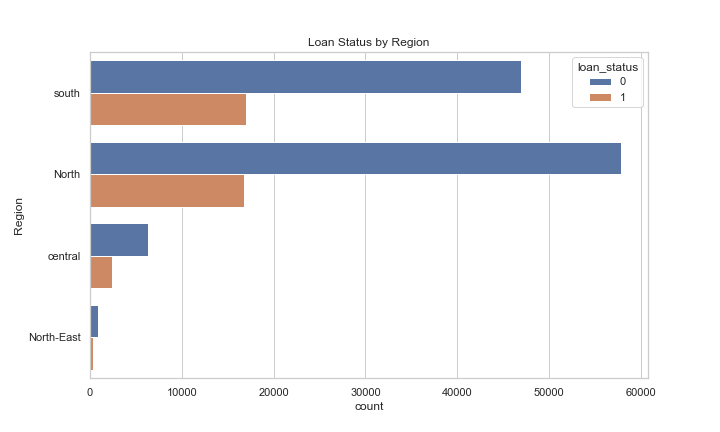 Loan Status by Region
loan_status
0
1
south
North
central
North-East
Region
0 10000 20000 30000 40000 50000 60000
count